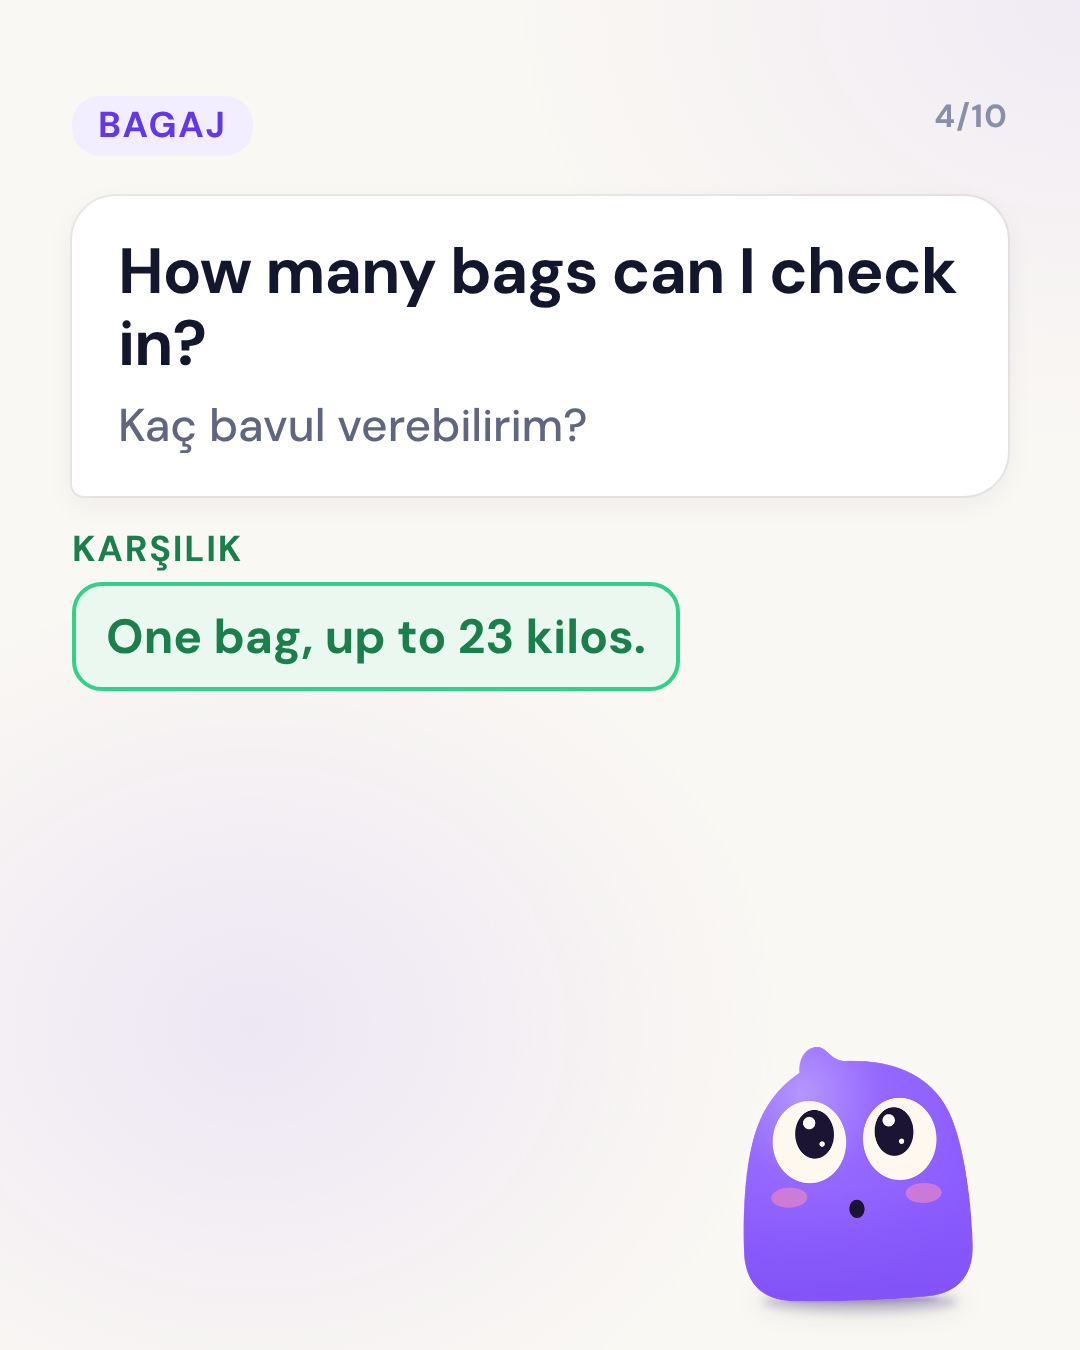 BAGAJ
4/10
How many bags can I check
in?
Kaç bavul verebilirim?
KARŞILIK
One bag, up to 23 kilos.